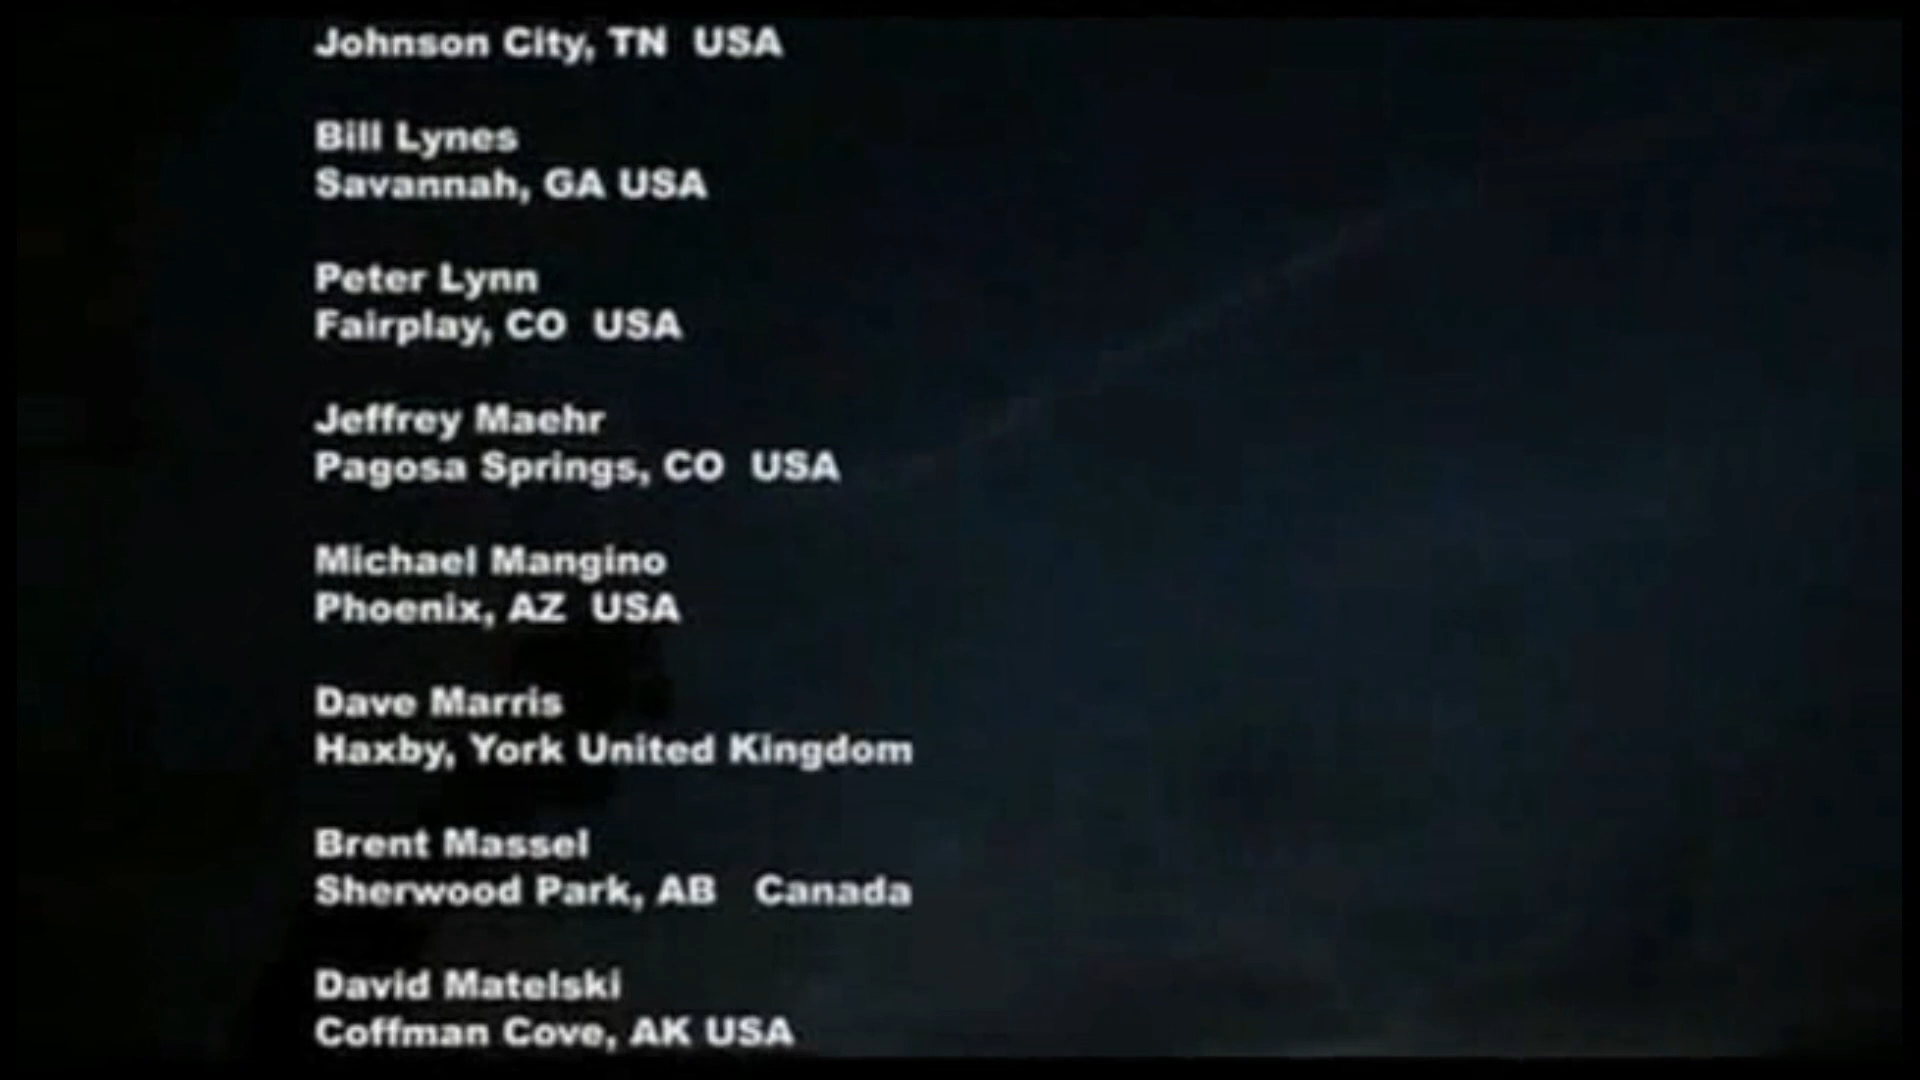 Johnson City, TN  USA
Bill Lynes
Savannah, GA USA
Peter Lynn
Fairplay, CO  USA
Jeffrey Maehr
Pagosa Springs, CO  USA
Michael Mangino
Phoenix, AZ  USA
Dave Marris
Haxby, York United Kingdom
Brent Massel
Sherwood Park, AB   Canada
David Matelski
Coffman Cove, AK USA